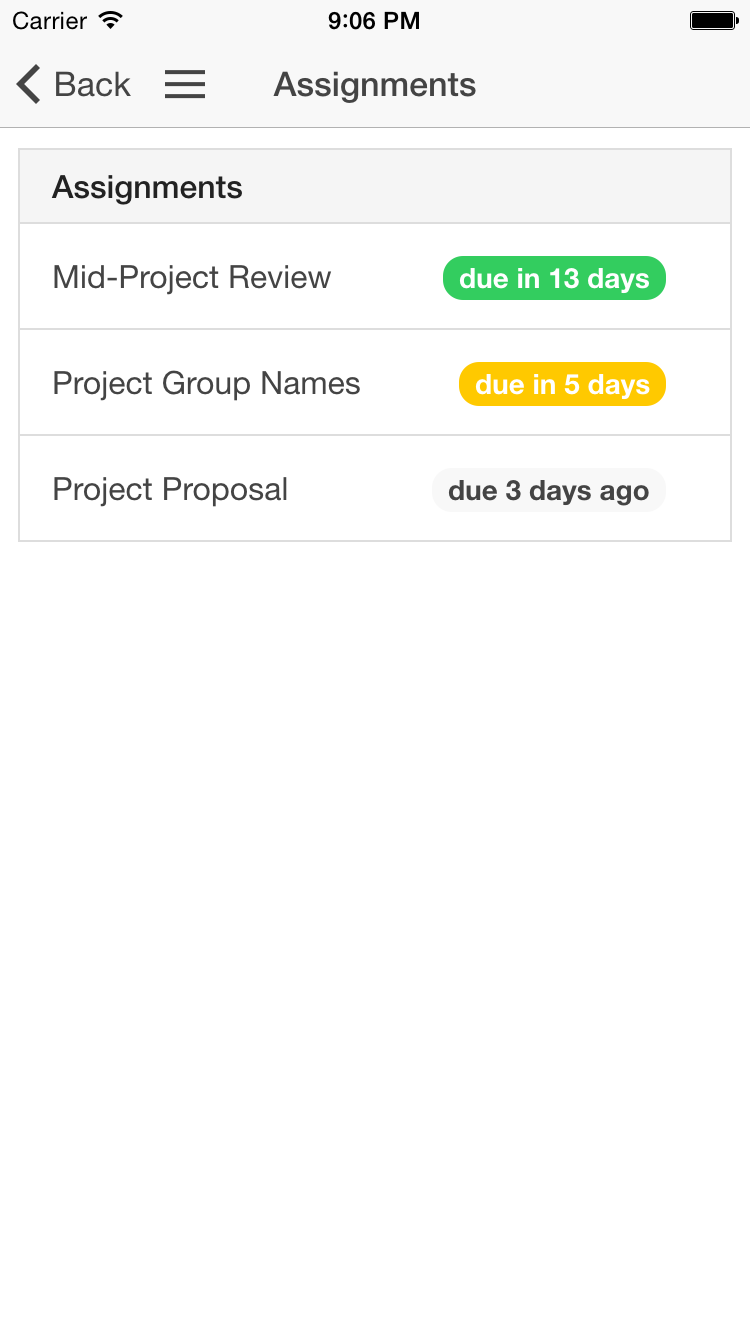 Carrier 9:06 PM
Back Assignments
Assignments
Mid-Project Review due in 13 days
Project Group Names due in 5 days
Project Proposal due 3 days ago